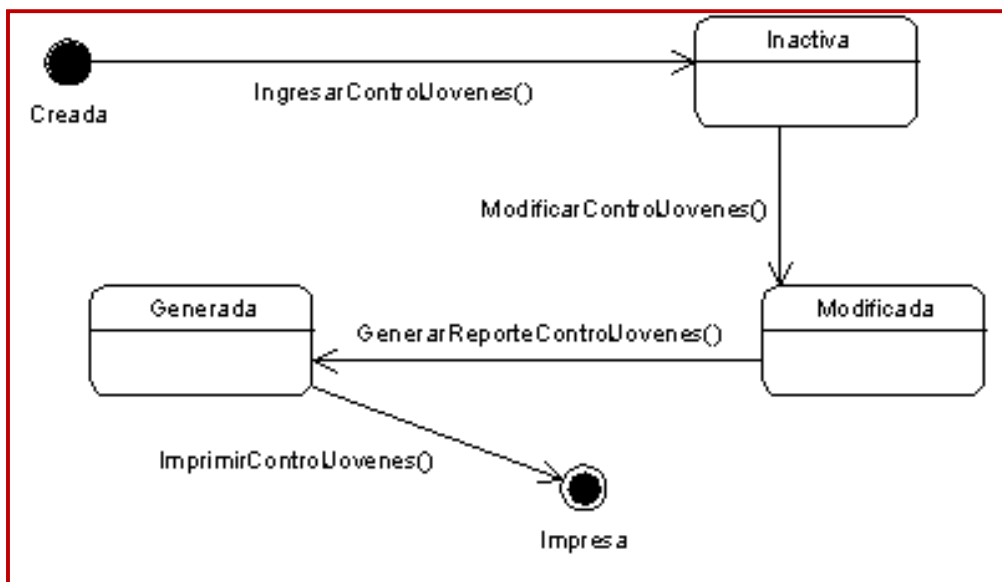 Inactiva
IngresarControlJovenes()
Creada
ModificarControlJovenes()
Generada
Modificada
GenerarReporteControlJovenes()
ImprimirControlJovenes()
Impresa